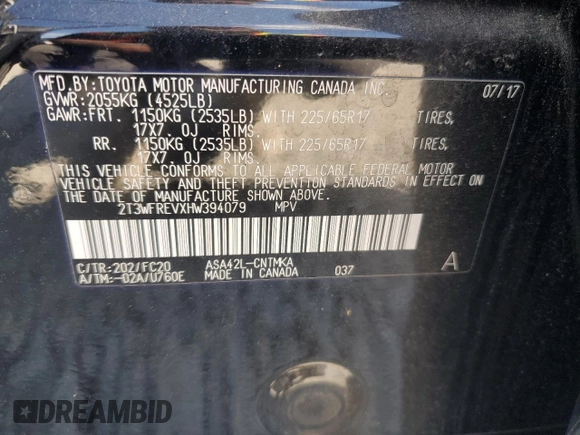 MFD.BY:TOYOTA MOTOR MANUFACTURING CANADA INC. 07/17
GVWR:2055KG (4525LB)
GAWR:FRT. 1150KG (2535LB) WITH 225/65R17 TIRES,
17X7. 0J RIMS.
RR. 1150KG (2535LB) WITH 225/65R17 TIRES,
17X7. 0J RIMS.
THIS VEHICLE CONFORMS TO ALL APPLICABLE FEDERAL MOTOR
VEHICLE SAFETY AND THEFT PREVENTION STANDARDS IN EFFECT ON
THE DATE OF MANUFACTURE SHOWN ABOVE.
2T3WFREVXHW394079 MPV
C/TR:202/FC20 ASA42L-CNTMKA A
A/TM:-02A/U760E MADE IN CANADA 037
DREAMBID